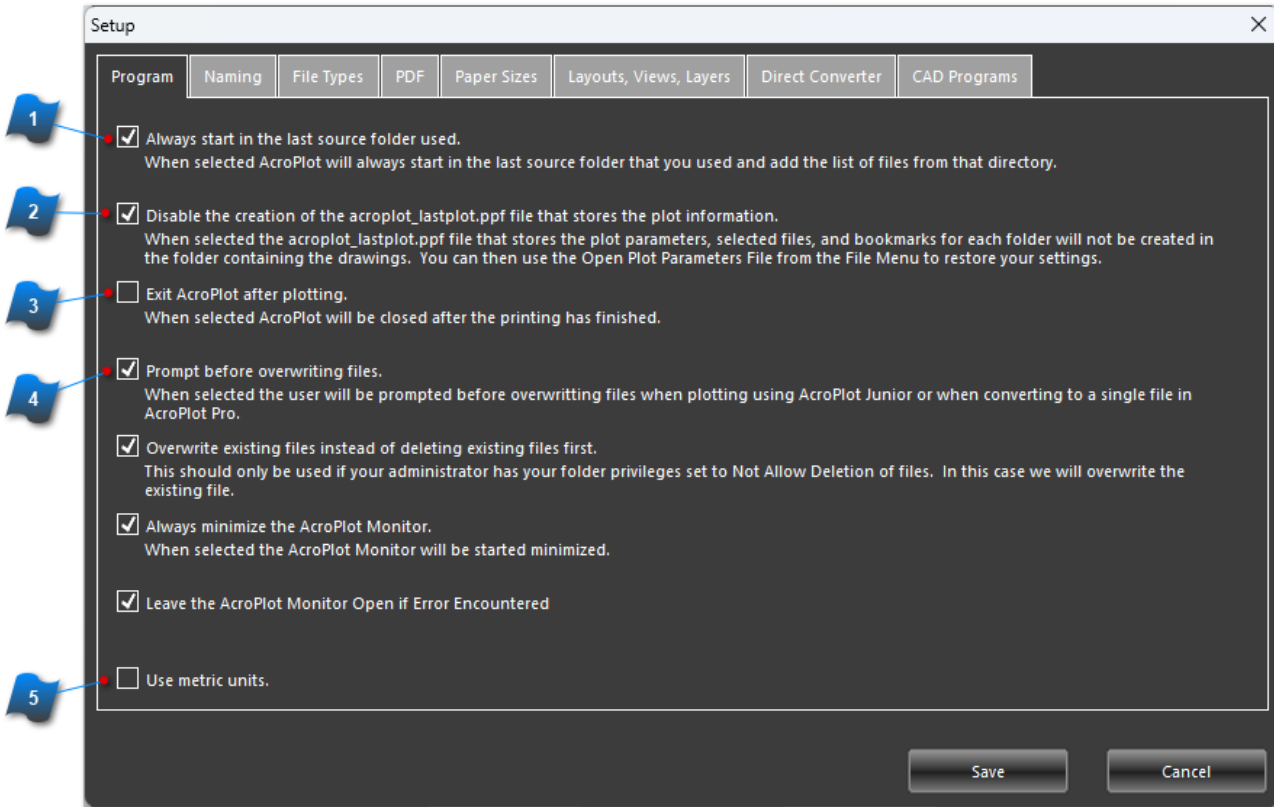 Setup
Program Naming File Types PDF Paper Sizes Layouts, Views, Layers Direct Converter CAD Programs
1
Always start in the last source folder used.
When selected AcroPlot will always start in the last source folder that you used and add the list of files from that directory.
2
Disable the creation of the acroplot_lastplot.ppf file that stores the plot information.
When selected the acroplot_lastplot.ppf file that stores the plot parameters, selected files, and bookmarks for each folder will not be created in
the folder containing the drawings. You can then use the Open Plot Parameters File from the File Menu to restore your settings.
3
Exit AcroPlot after plotting.
When selected AcroPlot will be closed after the printing has finished.
4
Prompt before overwriting files.
When selected the user will be prompted before overwritting files when plotting using AcroPlot Junior or when converting to a single file in
AcroPlot Pro.
Overwrite existing files instead of deleting existing files first.
This should only be used if your administrator has your folder privileges set to Not Allow Deletion of files. In this case we will overwrite the
existing file.
Always minimize the AcroPlot Monitor.
When selected the AcroPlot Monitor will be started minimized.
Leave the AcroPlot Monitor Open if Error Encountered
5
Use metric units.
Save Cancel